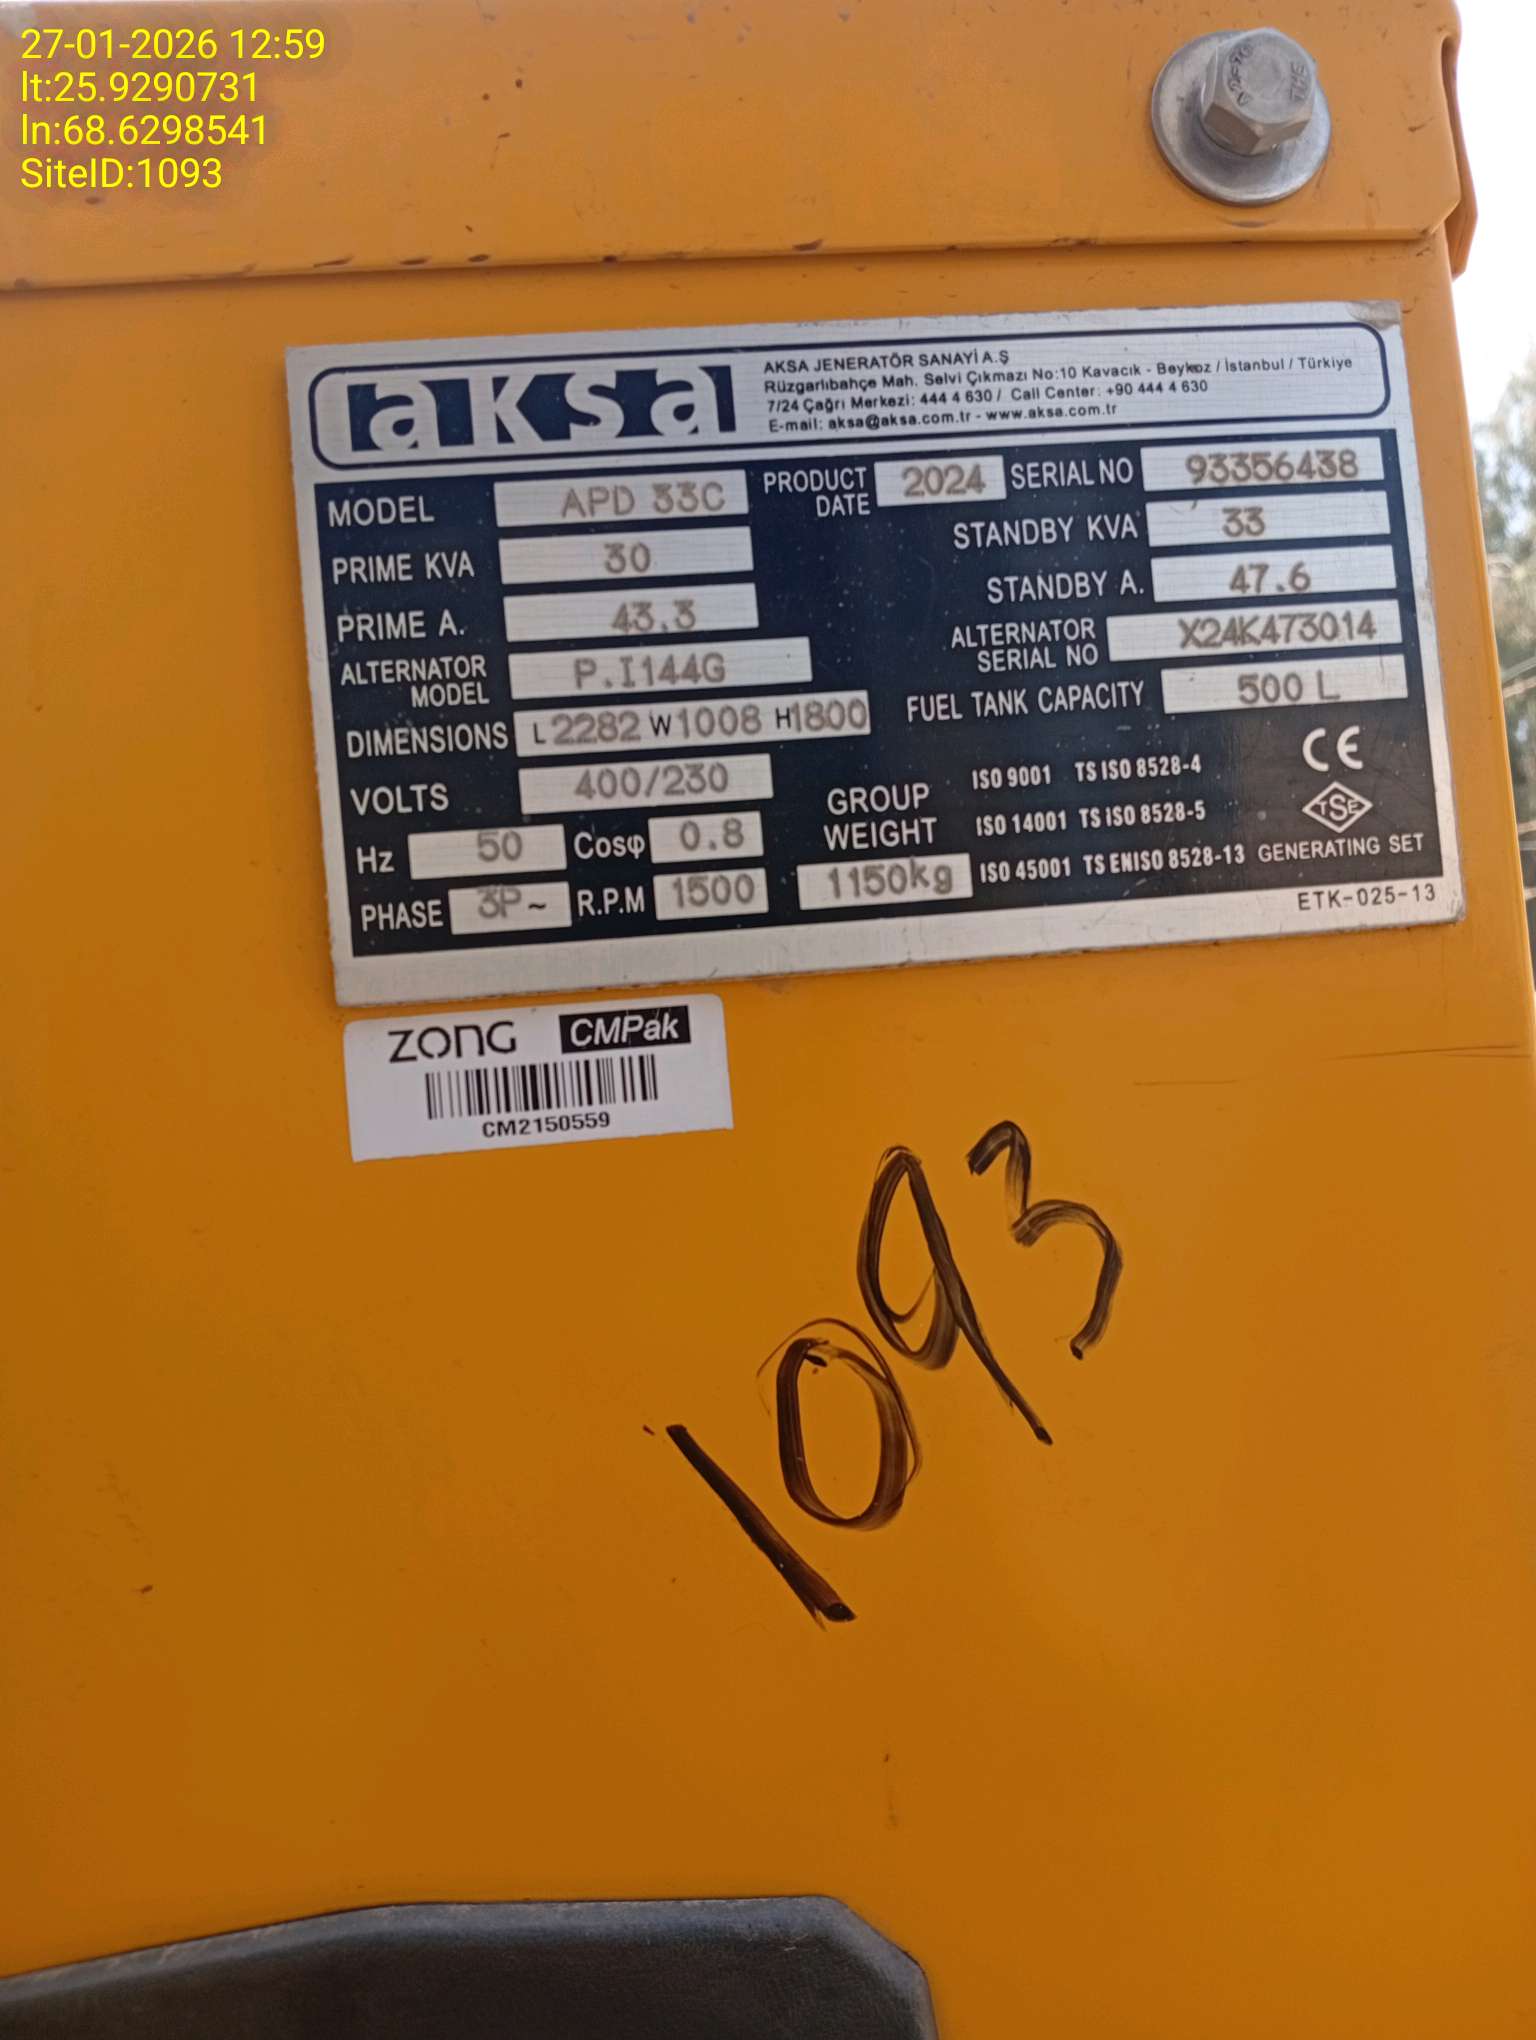 27-01-2026 12:59
lt:25.9290731
ln:68.6298541
SiteID:1093
aksa
AKSA JENERATÖR SANAYİ A.Ş
Rüzgarlıbahçe Mah. Selvi Çıkmazı No:10 Kavacık - Beykoz / İstanbul / Türkiye
7/24 Çağrı Merkezi: 444 4 630 / Call Center: +90 444 4 630
E-mail: aksa@aksa.com.tr - www.aksa.com.tr
MODEL APD 33C PRODUCT DATE 2024 SERIAL NO 93356438
PRIME KVA 30 STANDBY KVA 33
PRIME A. 43.3 STANDBY A. 47.6
ALTERNATOR MODEL P.I144G ALTERNATOR SERIAL NO X24K473014
DIMENSIONS L 2282 W 1008 H 1800 FUEL TANK CAPACITY 500 L
VOLTS 400/230
Hz 50 Cosφ 0.8
PHASE 3P~ R.P.M 1500
GROUP WEIGHT 1150kg
ISO 9001 TS ISO 8528-4
ISO 14001 TS ISO 8528-5
ISO 45001 TS EN ISO 8528-13
CE
TSE
GENERATING SET
ETK-025-13
ZONG CMPak
CM2150559
1093